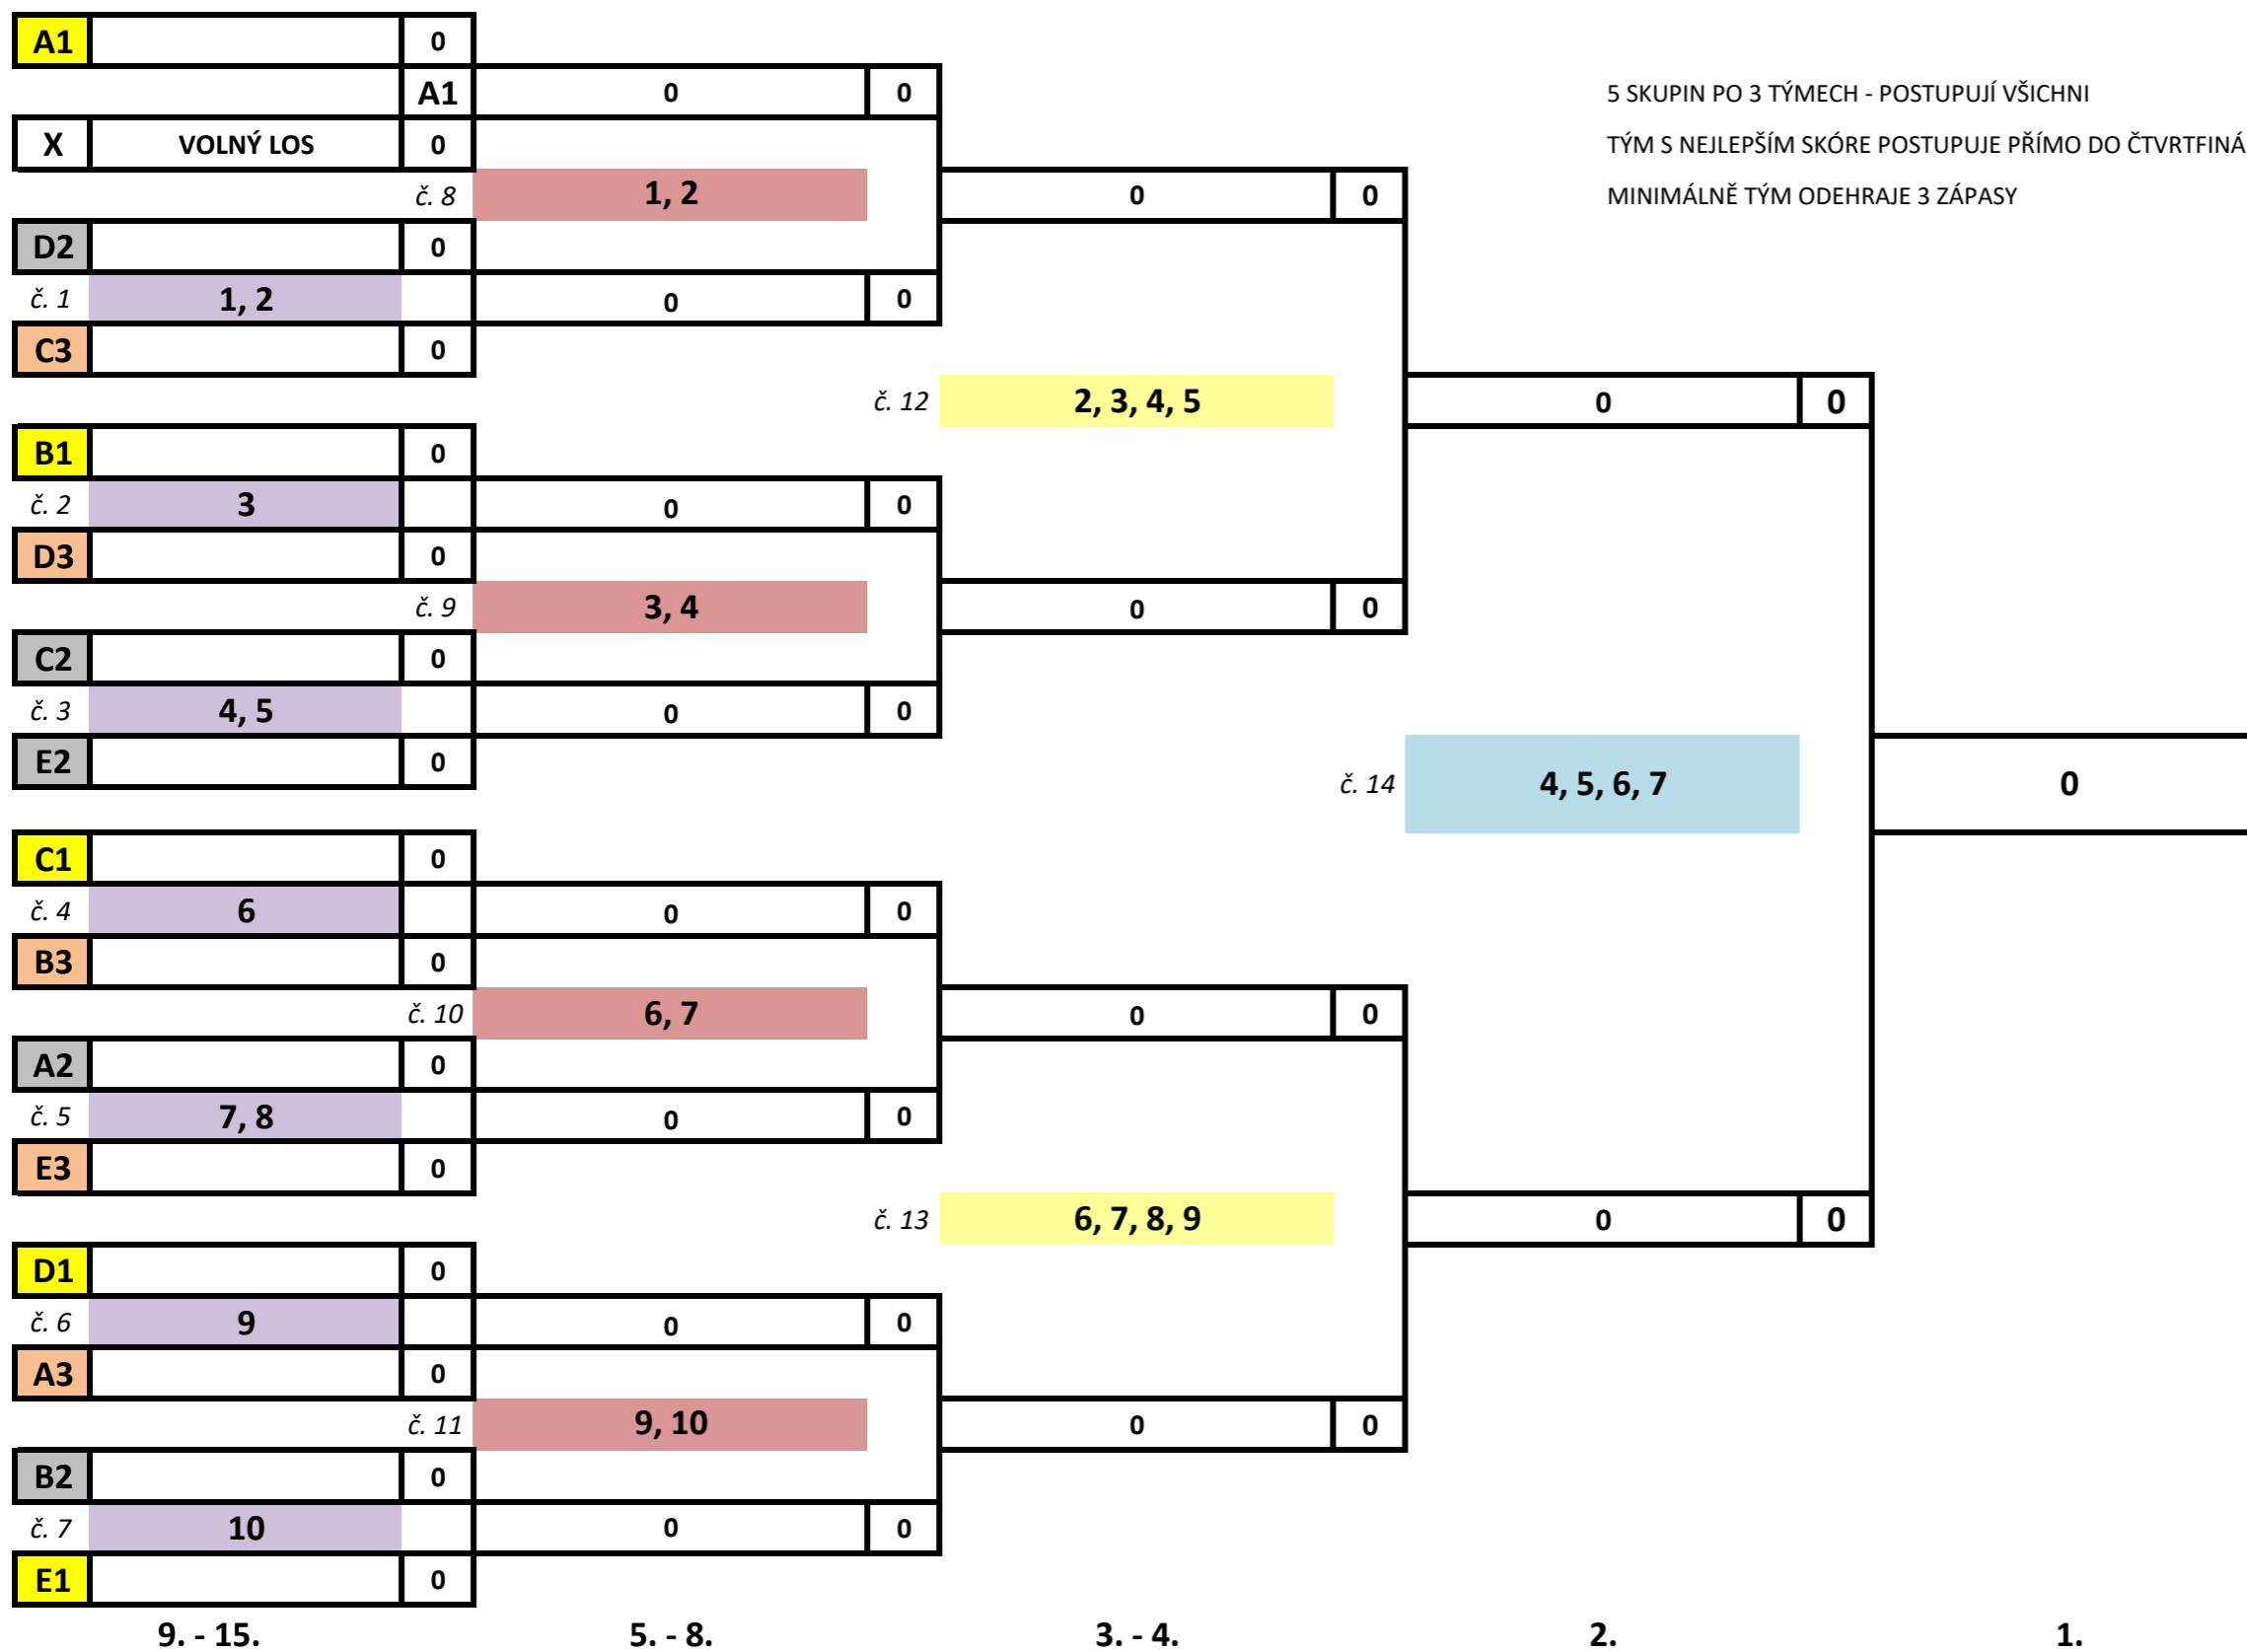 A1 0
A1 0 0
5 SKUPIN PO 3 TÝMECH - POSTUPUJÍ VŠICHNI
X VOLNÝ LOS 0
TÝM S NEJLEPŠÍM SKÓRE POSTUPUJE PŘÍMO DO ČTVRTFINÁ
č. 8 1, 2 0 0
MINIMÁLNĚ TÝM ODEHRAJE 3 ZÁPASY
D2 0
č. 1 1, 2 0 0
C3 0
č. 12 2, 3, 4, 5 0 0
B1 0
č. 2 3 0 0
D3 0
č. 9 3, 4 0 0
C2 0
č. 3 4, 5 0 0
E2 0
č. 14 4, 5, 6, 7 0
C1 0
č. 4 6 0 0
B3 0
č. 10 6, 7 0 0
A2 0
č. 5 7, 8 0 0
E3 0
č. 13 6, 7, 8, 9 0 0
D1 0
č. 6 9 0 0
A3 0
č. 11 9, 10 0 0
B2 0
č. 7 10 0 0
E1 0
9. - 15. 5. - 8. 3. - 4. 2. 1.